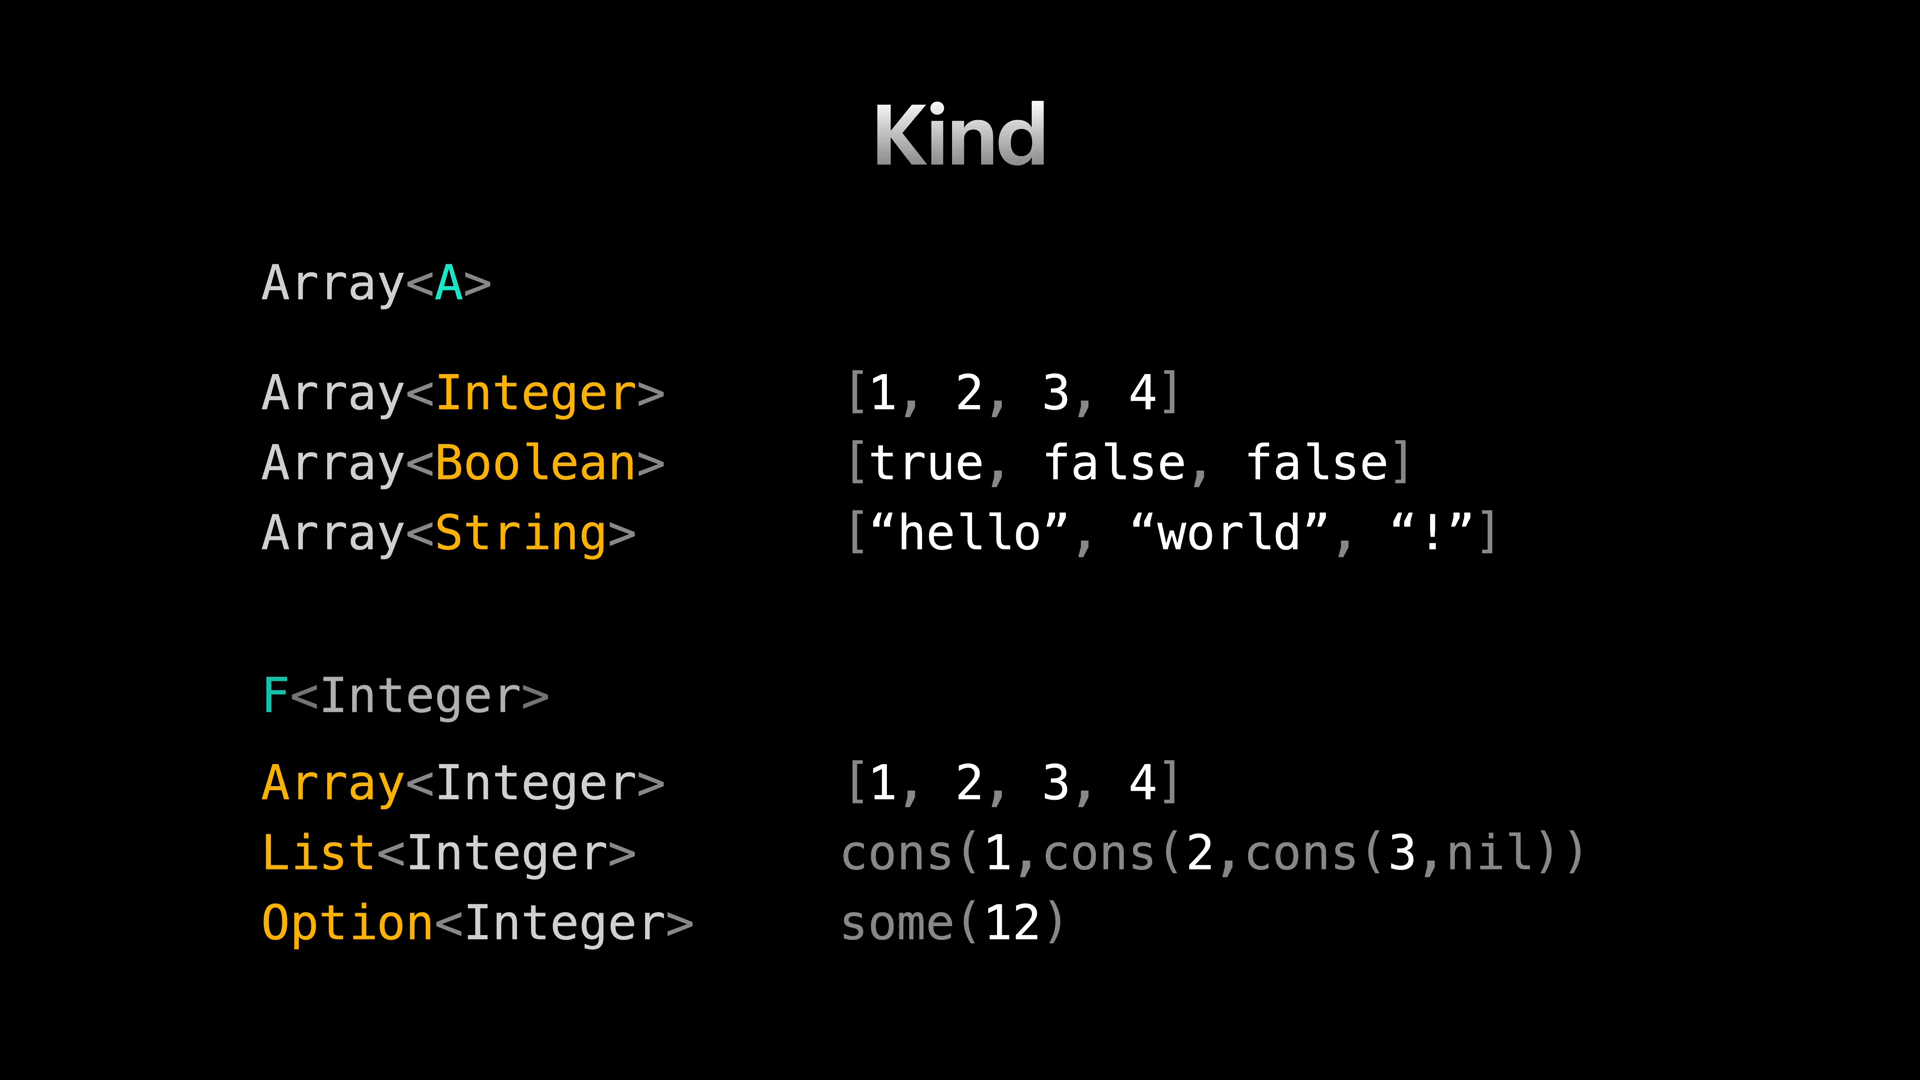 Kind
Array<A>
Array<Integer> [1, 2, 3, 4]
Array<Boolean> [true, false, false]
Array<String> [“hello”, “world”, “!”]
F<Integer>
Array<Integer> [1, 2, 3, 4]
List<Integer> cons(1,cons(2,cons(3,nil))
Option<Integer> some(12)